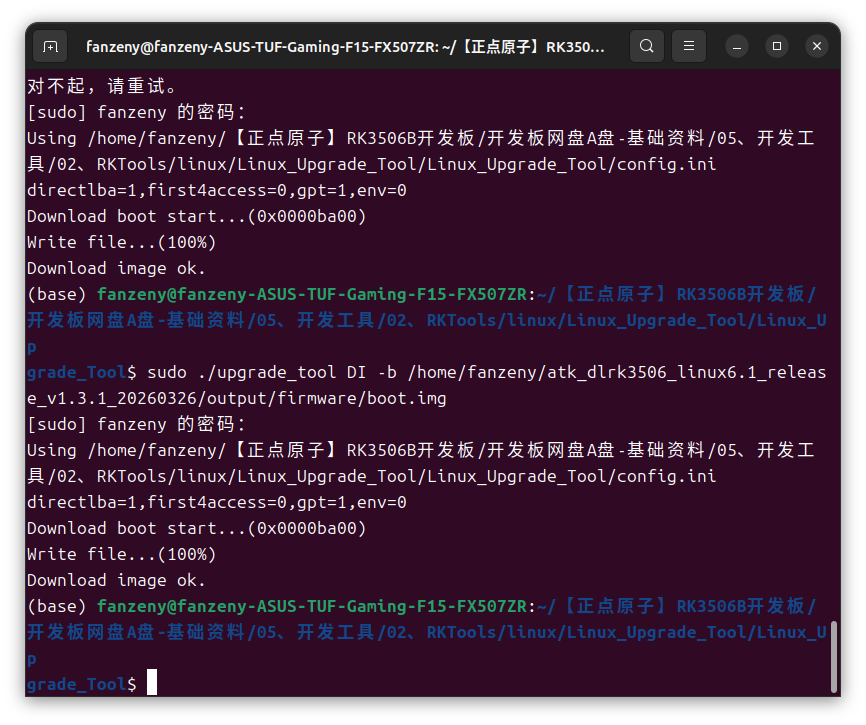 fanzeny@fanzeny-ASUS-TUF-Gaming-F15-FX507ZR: ~/【正点原子】RK350...
对不起，请重试。
[sudo] fanzeny 的密码：
Using /home/fanzeny/【正点原子】RK3506B开发板/开发板网盘A盘-基础资料/05、开发工
具/02、RKTools/linux/Linux_Upgrade_Tool/Linux_Upgrade_Tool/config.ini
directlba=1,first4access=0,gpt=1,env=0
Download boot start...(0x0000ba00)
Write file...(100%)
Download image ok.
(base) fanzeny@fanzeny-ASUS-TUF-Gaming-F15-FX507ZR:~/【正点原子】RK3506B开发板/
开发板网盘A盘-基础资料/05、开发工具/02、RKTools/linux/Linux_Upgrade_Tool/Linux_U
p
grade_Tool$ sudo ./upgrade_tool DI -b /home/fanzeny/atk_dlrk3506_linux6.1_releas
e_v1.3.1_20260326/output/firmware/boot.img
[sudo] fanzeny 的密码：
Using /home/fanzeny/【正点原子】RK3506B开发板/开发板网盘A盘-基础资料/05、开发工
具/02、RKTools/linux/Linux_Upgrade_Tool/Linux_Upgrade_Tool/config.ini
directlba=1,first4access=0,gpt=1,env=0
Download boot start...(0x0000ba00)
Write file...(100%)
Download image ok.
(base) fanzeny@fanzeny-ASUS-TUF-Gaming-F15-FX507ZR:~/【正点原子】RK3506B开发板/
开发板网盘A盘-基础资料/05、开发工具/02、RKTools/linux/Linux_Upgrade_Tool/Linux_U
p
grade_Tool$